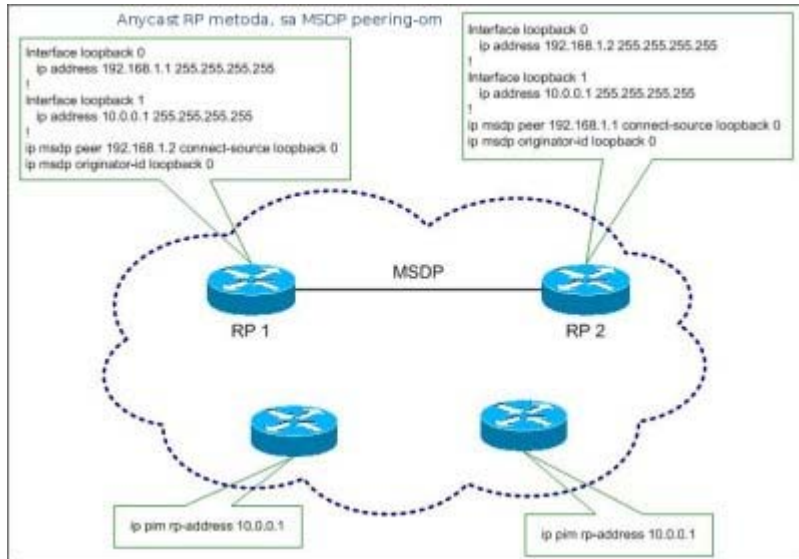 Anycast RP metoda, sa MSDP peering-om
Interface loopback 0
ip address 192.168.1.1 255.255.255.255
!
Interface loopback 1
ip address 10.0.0.1 255.255.255.255
!
ip msdp peer 192.168.1.2 connect-source loopback 0
ip msdp originator-id loopback 0
Interface loopback 0
ip address 192.168.1.2 255.255.255.255
!
Interface loopback 1
ip address 10.0.0.1 255.255.255.255
!
ip msdp peer 192.168.1.1 connect-source loopback 0
ip msdp originator-id loopback 0
MSDP
RP 1
RP 2
ip pim rp-address 10.0.0.1
ip pim rp-address 10.0.0.1